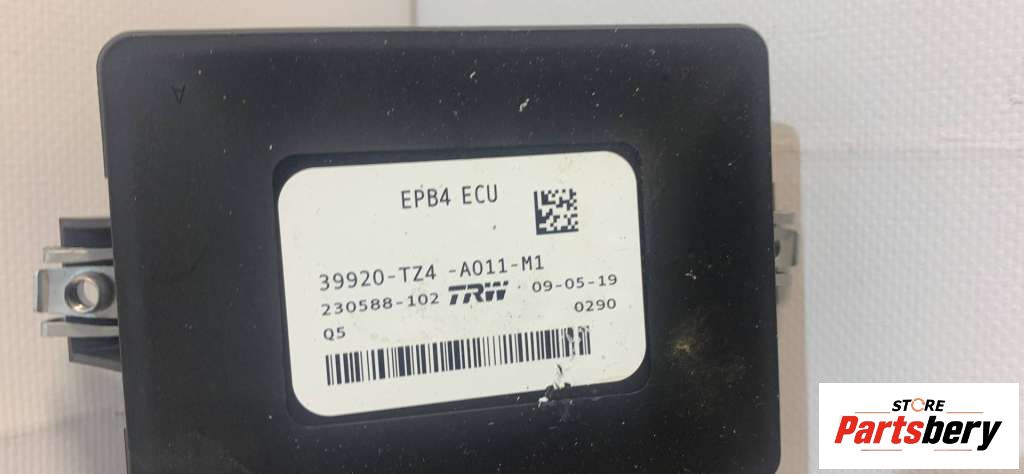 A
EPB4 ECU
39920-TZ4 -A011-M1
230588-102 TRW · 09-05-19
Q5 0290
STORE
Partsbery